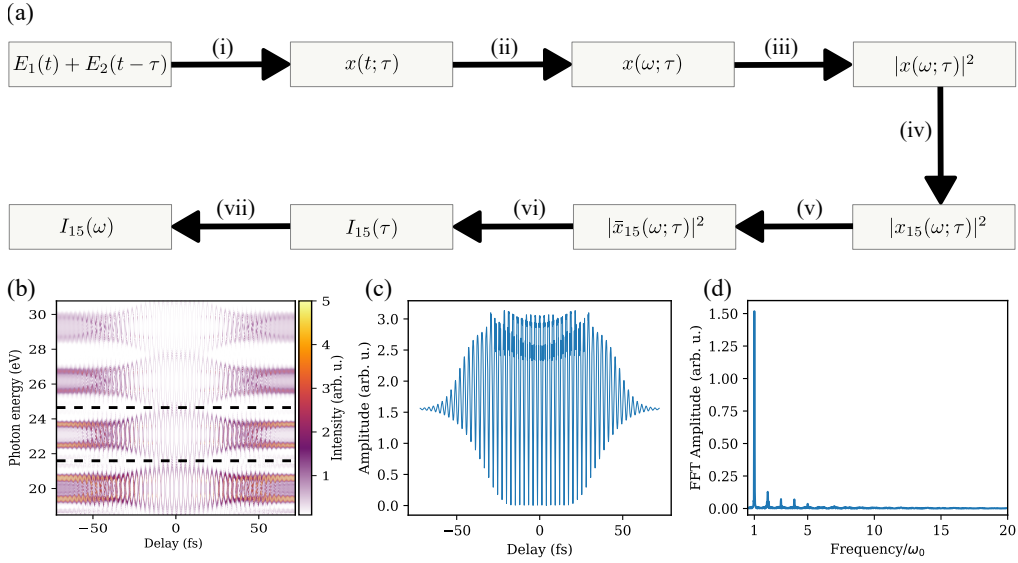 (a)
(i) (ii) (iii)
E₁(t) + E₂(t − τ) x(t; τ) x(ω; τ) |x(ω; τ)|²
(iv)
(vii) (vi) (v)
I₁₅(ω) I₁₅(τ) |x̄₁₅(ω; τ)|² |x₁₅(ω; τ)|²
(b)
30
28
26
24
22
20
Photon energy (eV)
−50 0 50
Delay (fs)
5
4
3
2
1
Intensity (arb. u.)
(c)
3.0
2.5
2.0
1.5
1.0
0.5
0.0
Amplitude (arb. u.)
−50 0 50
Delay (fs)
(d)
1.50
1.25
1.00
0.75
0.50
0.25
0.00
FFT Amplitude (arb. u.)
1 5 10 15 20
Frequency/ω₀